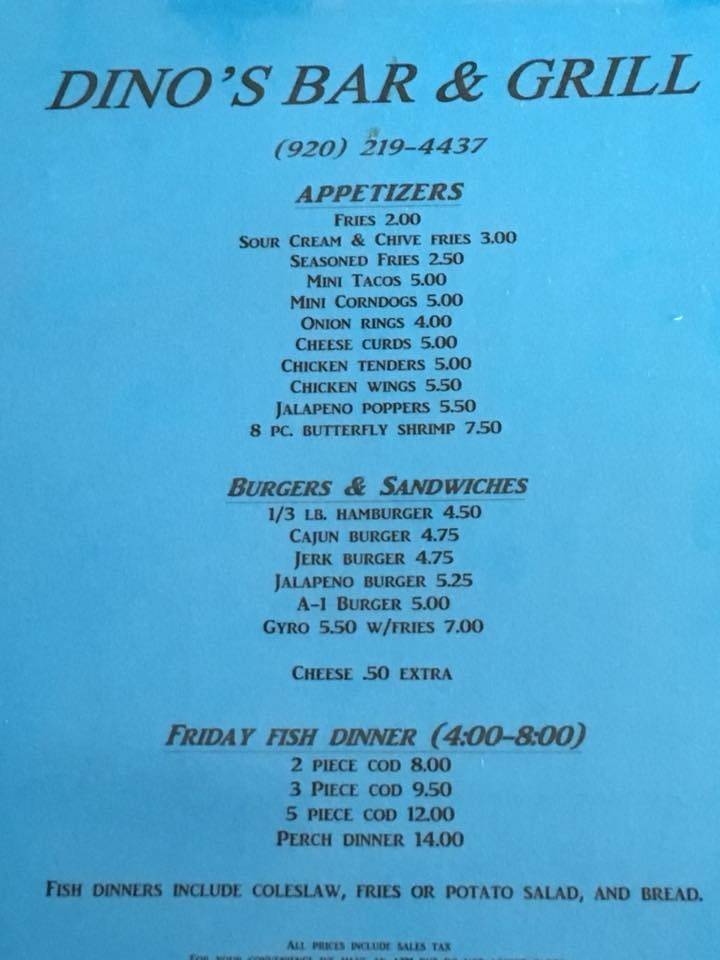 DINO'S BAR & GRILL
(920) 219-4437
APPETIZERS
FRIES 2.00
SOUR CREAM & CHIVE FRIES 3.00
SEASONED FRIES 2.50
MINI TACOS 5.00
MINI CORNDOGS 5.00
ONION RINGS 4.00
CHEESE CURDS 5.00
CHICKEN TENDERS 5.00
CHICKEN WINGS 5.50
JALAPENO POPPERS 5.50
8 PC. BUTTERFLY SHRIMP 7.50
BURGERS & SANDWICHES
1/3 LB. HAMBURGER 4.50
CAJUN BURGER 4.75
JERK BURGER 4.75
JALAPENO BURGER 5.25
A-1 BURGER 5.00
GYRO 5.50 W/FRIES 7.00
CHEESE .50 EXTRA
FRIDAY FISH DINNER (4:00-8:00)
2 PIECE COD 8.00
3 PIECE COD 9.50
5 PIECE COD 12.00
PERCH DINNER 14.00
FISH DINNERS INCLUDE COLESLAW, FRIES OR POTATO SALAD, AND BREAD.
ALL PRICES INCLUDE SALES TAX